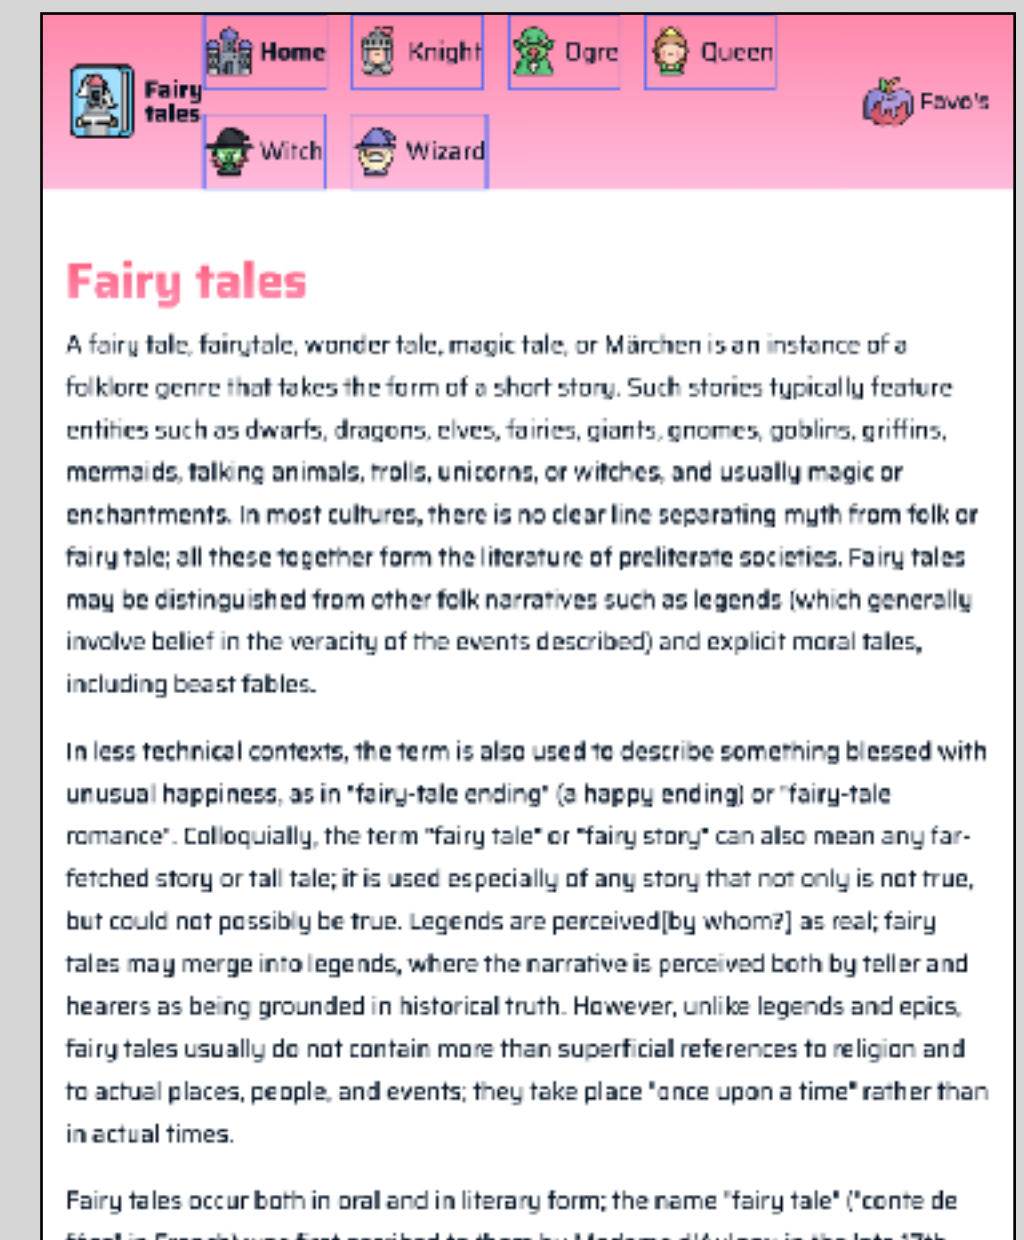 Fairy tales
Home Knight Ogre Queen
Witch Wizard
Favo's
Fairy tales
A fairy tale, fairytale, wonder tale, magic tale, or Märchen is an instance of a
folklore genre that takes the form of a short story. Such stories typically feature
entities such as dwarfs, dragons, elves, fairies, giants, gnomes, goblins, griffins,
mermaids, talking animals, trolls, unicorns, or witches, and usually magic or
enchantments. In most cultures, there is no clear line separating myth from folk or
fairy tale; all these together form the literature of preliterate societies. Fairy tales
may be distinguished from other folk narratives such as legends (which generally
involve belief in the veracity of the events described) and explicit moral tales,
including beast fables.
In less technical contexts, the term is also used to describe something blessed with
unusual happiness, as in "fairy-tale ending" (a happy ending) or "fairy-tale
romance". Colloquially, the term "fairy tale" or "fairy story" can also mean any far-
fetched story or tall tale; it is used especially of any story that not only is not true,
but could not possibly be true. Legends are perceived[by whom?] as real; fairy
tales may merge into legends, where the narrative is perceived both by teller and
hearers as being grounded in historical truth. However, unlike legends and epics,
fairy tales usually do not contain more than superficial references to religion and
to actual places, people, and events; they take place "once upon a time" rather than
in actual times.
Fairy tales occur both in oral and in literary form; the name "fairy tale" ("conte de